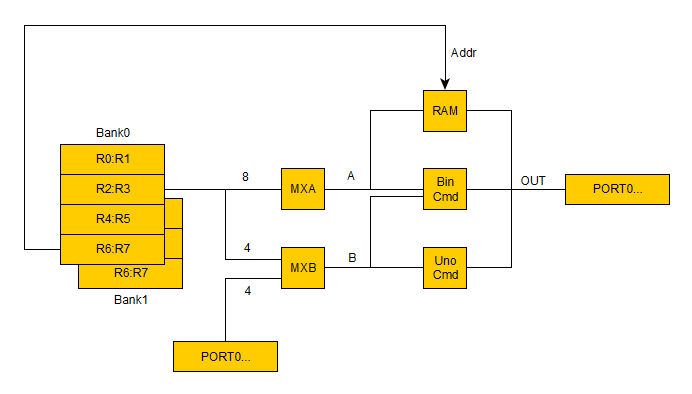 Addr
RAM
Bank0
R0:R1
8
A
R2:R3
MXA
Bin
Cmd
OUT
PORT0...
R4:R5
R6:R7
4
MXB
B
Uno
Cmd
R6:R7
4
Bank1
PORT0...